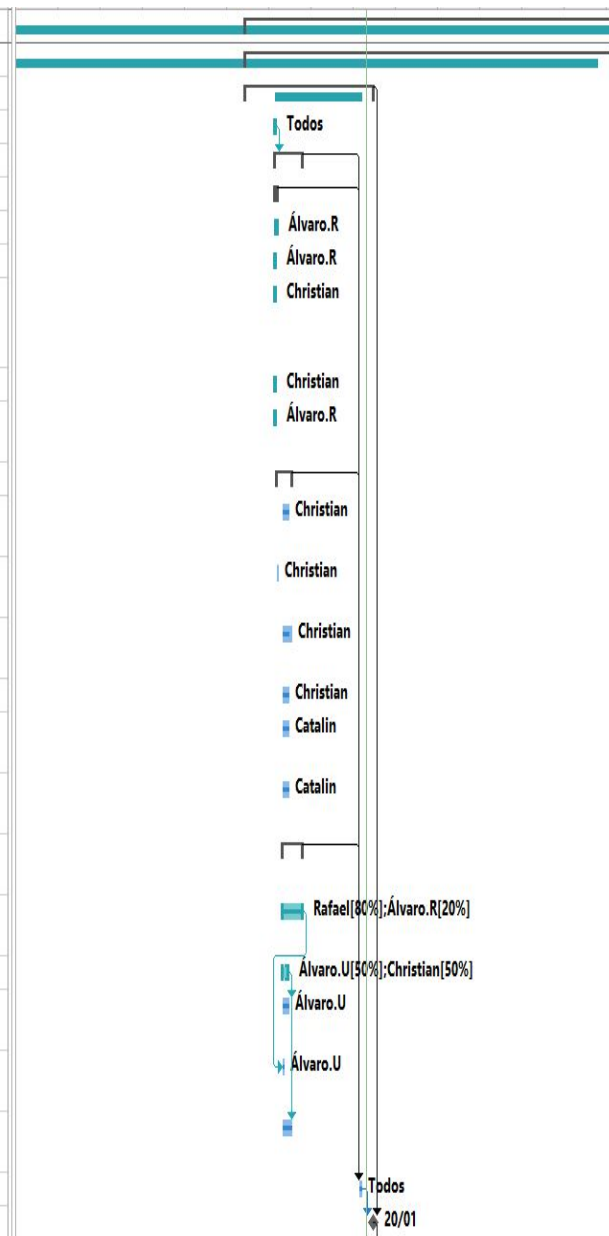 Todos
Álvaro.R
Álvaro.R
Christian
Christian
Álvaro.R
Christian
Christian
Christian
Christian
Catalin
Catalin
Rafael[80%];Álvaro.R[20%]
Álvaro.U[50%];Christian[50%]
Álvaro.U
Álvaro.U
Todos
20/01